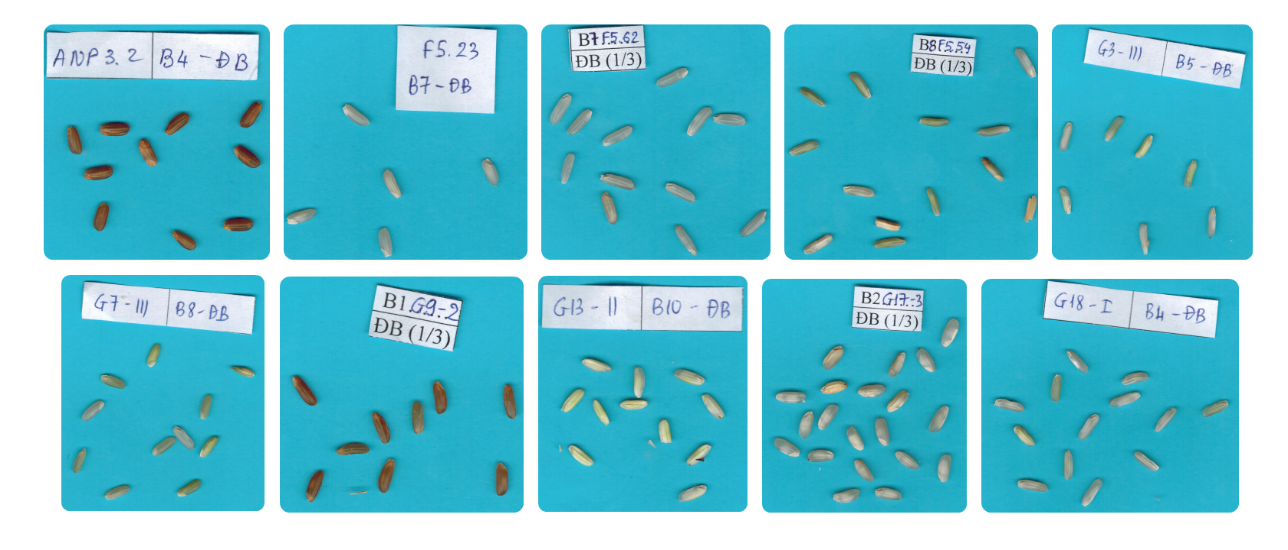 ANP 3.2 B4 - ĐB
F5.23
B7 - ĐB
B7 F5.62
ĐB (1/3)
B8 F5.54
ĐB (1/3)
G3 - III B5 - ĐB
G7 - III B8 - ĐB
B1 G9-2
ĐB (1/3)
G13 - II B10 - ĐB
B2 G17-3
ĐB (1/3)
G18 - I B4 - ĐB